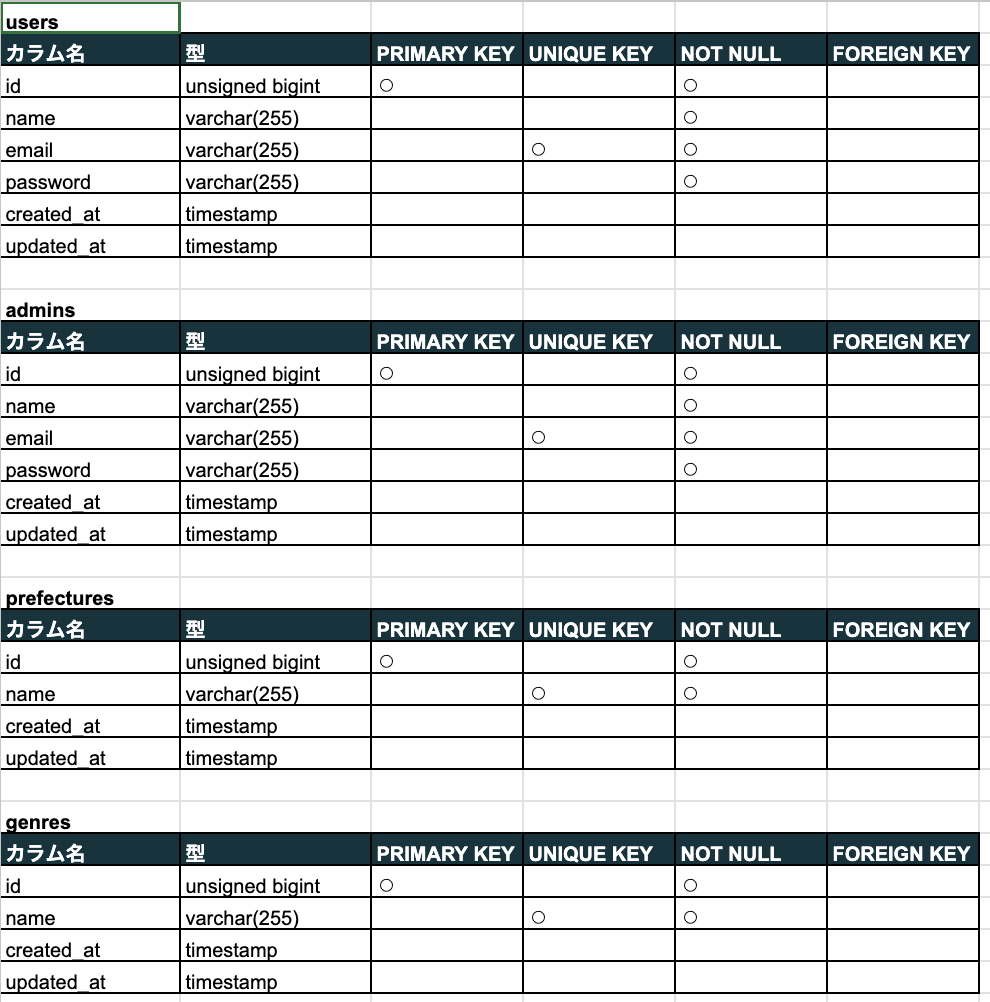 users
カラム名 型 PRIMARY KEY UNIQUE KEY NOT NULL FOREIGN KEY
id unsigned bigint ○ ○
name varchar(255) ○
email varchar(255) ○ ○
password varchar(255) ○
created_at timestamp
updated_at timestamp
admins
カラム名 型 PRIMARY KEY UNIQUE KEY NOT NULL FOREIGN KEY
id unsigned bigint ○ ○
name varchar(255) ○
email varchar(255) ○ ○
password varchar(255) ○
created_at timestamp
updated_at timestamp
prefectures
カラム名 型 PRIMARY KEY UNIQUE KEY NOT NULL FOREIGN KEY
id unsigned bigint ○ ○
name varchar(255) ○ ○
created_at timestamp
updated_at timestamp
genres
カラム名 型 PRIMARY KEY UNIQUE KEY NOT NULL FOREIGN KEY
id unsigned bigint ○ ○
name varchar(255) ○ ○
created_at timestamp
updated_at timestamp